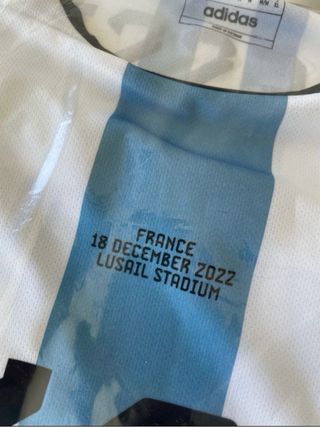 adidas
FRANCE
18 DECEMBER 2022
LUSAIL STADIUM